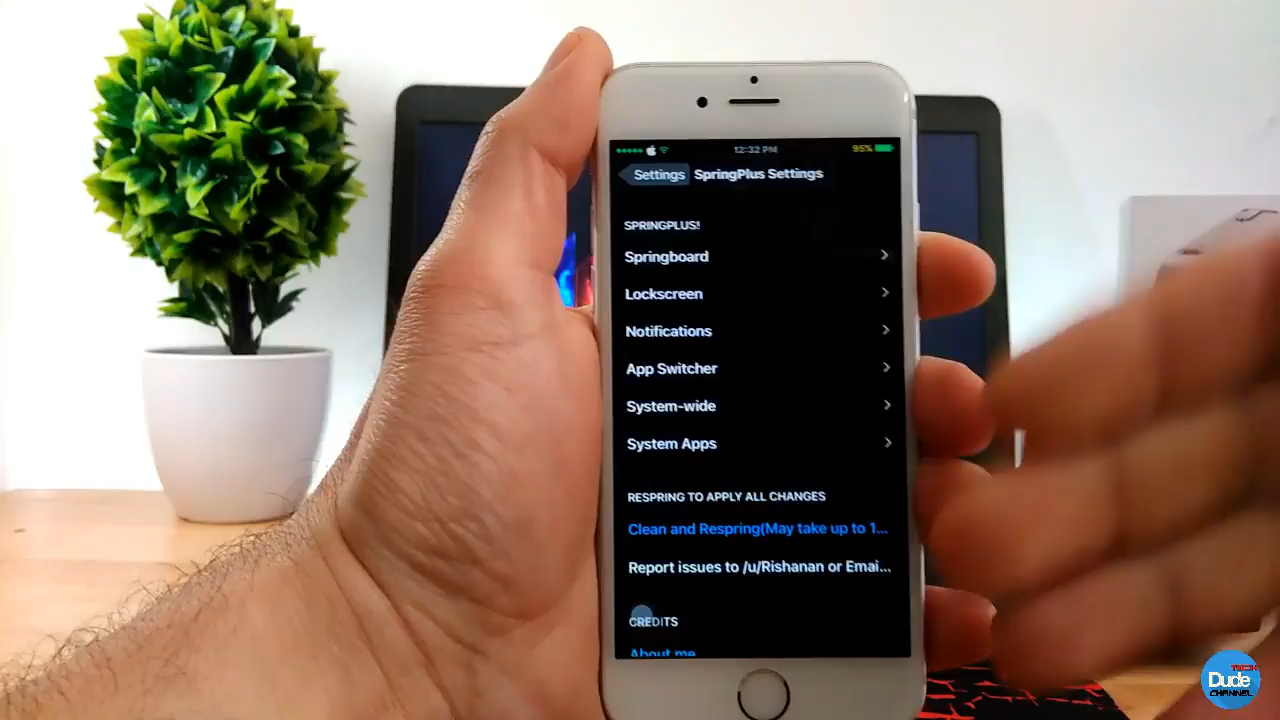 12:32 PM
95%
Settings
SpringPlus Settings
SPRINGPLUS!
Springboard
Lockscreen
Notifications
App Switcher
System-wide
System Apps
RESPRING TO APPLY ALL CHANGES
Clean and Respring(May take up to 1...
Report issues to /u/Rishanan or Emai...
CREDITS
About me
TECH
Dude
CHANNEL